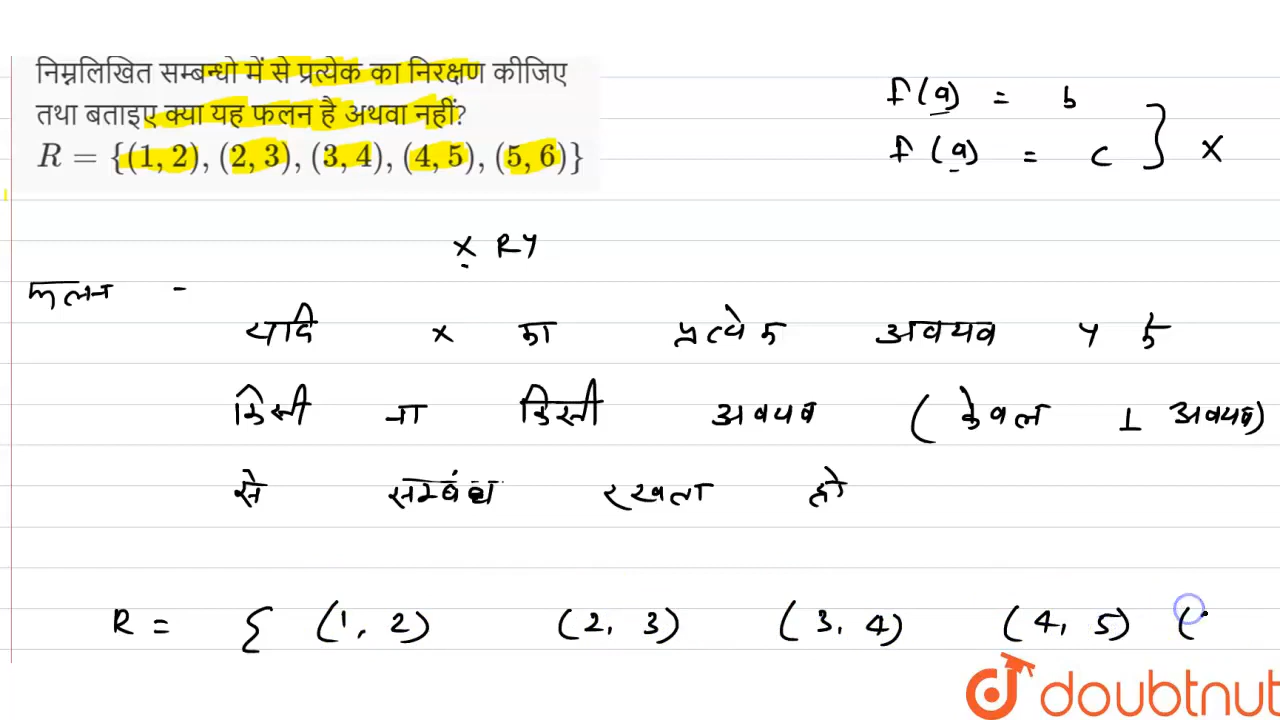 निम्नलिखित सम्बन्धो में से प्रत्येक का निरक्षण कीजिए
तथा बताइए क्या यह फलन है अथवा नहीं?
R = {(1, 2), (2, 3), (3, 4), (4, 5), (5, 6)}
f(a) = b
f(a) = c } X
X R Y
फलन -
यादि X का प्रत्येक अवयव Y के
किसी ना किसी अवयव (केवल 1 अवयव)
से सम्बंध रखता हो
R = { (1, 2) (2, 3) (3, 4) (4, 5) (
doubtnut